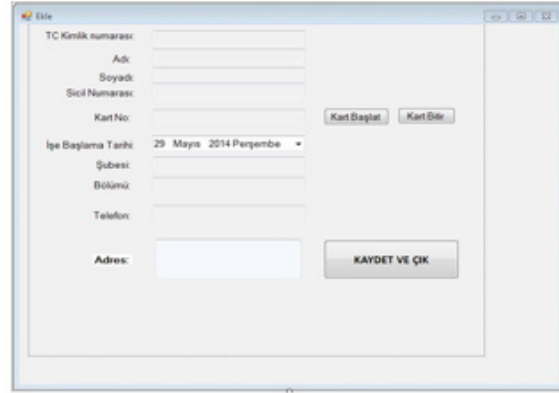 Ekle
TC Kimlik numarası:
Adı:
Soyadı:
Sicil Numarası:
Kart No: Kart Başlat Kart Bitir
İşe Başlama Tarihi: 29 Mayıs 2014 Perşembe
Şubesi:
Bölümü:
Telefon:
Adres: KAYDET VE ÇIK